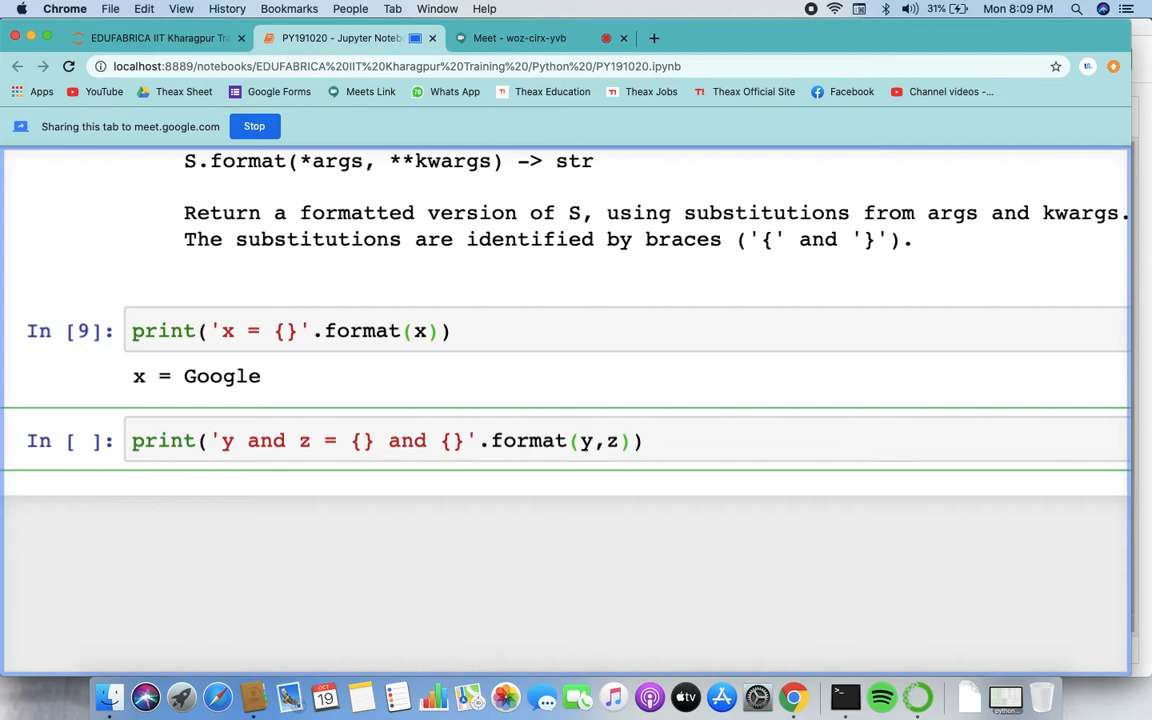 Chrome File Edit View History Bookmarks People Tab Window Help 31% Mon 8:09 PM
EDUFABRICA IIT Kharagpur Tra PY191020 - Jupyter Noteb Meet - woz-cirx-yvb
localhost:8889/notebooks/EDUFABRICA%20IIT%20Kharagpur%20Training%20/Python%20/PY191020.ipynb
Apps YouTube Theax Sheet Google Forms Meets Link Whats App Theax Education Theax Jobs Theax Official Site Facebook Channel videos -...
Sharing this tab to meet.google.com Stop
S.format(*args, **kwargs) -> str
Return a formatted version of S, using substitutions from args and kwargs.
The substitutions are identified by braces ('{' and '}').
In [9]: print('x = {}'.format(x))
x = Google
In [ ]: print('y and z = {} and {}'.format(y,z))
OCT
19
tv
python...